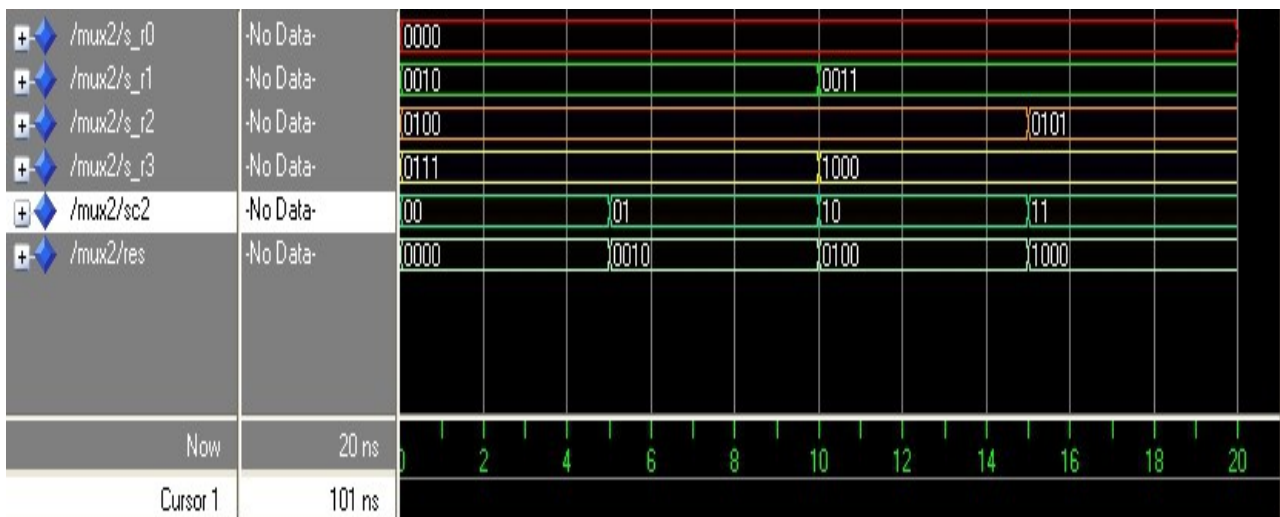 /mux2/s_r0 -No Data- 0000
/mux2/s_r1 -No Data- 0010 0011
/mux2/s_r2 -No Data- 0100 0101
/mux2/s_r3 -No Data- 0111 1000
/mux2/sc2 -No Data- 00 01 10 11
/mux2/res -No Data- 0000 0010 0100 1000
Now 20 ns 0 2 4 6 8 10 12 14 16 18 20
Cursor 1 101 ns